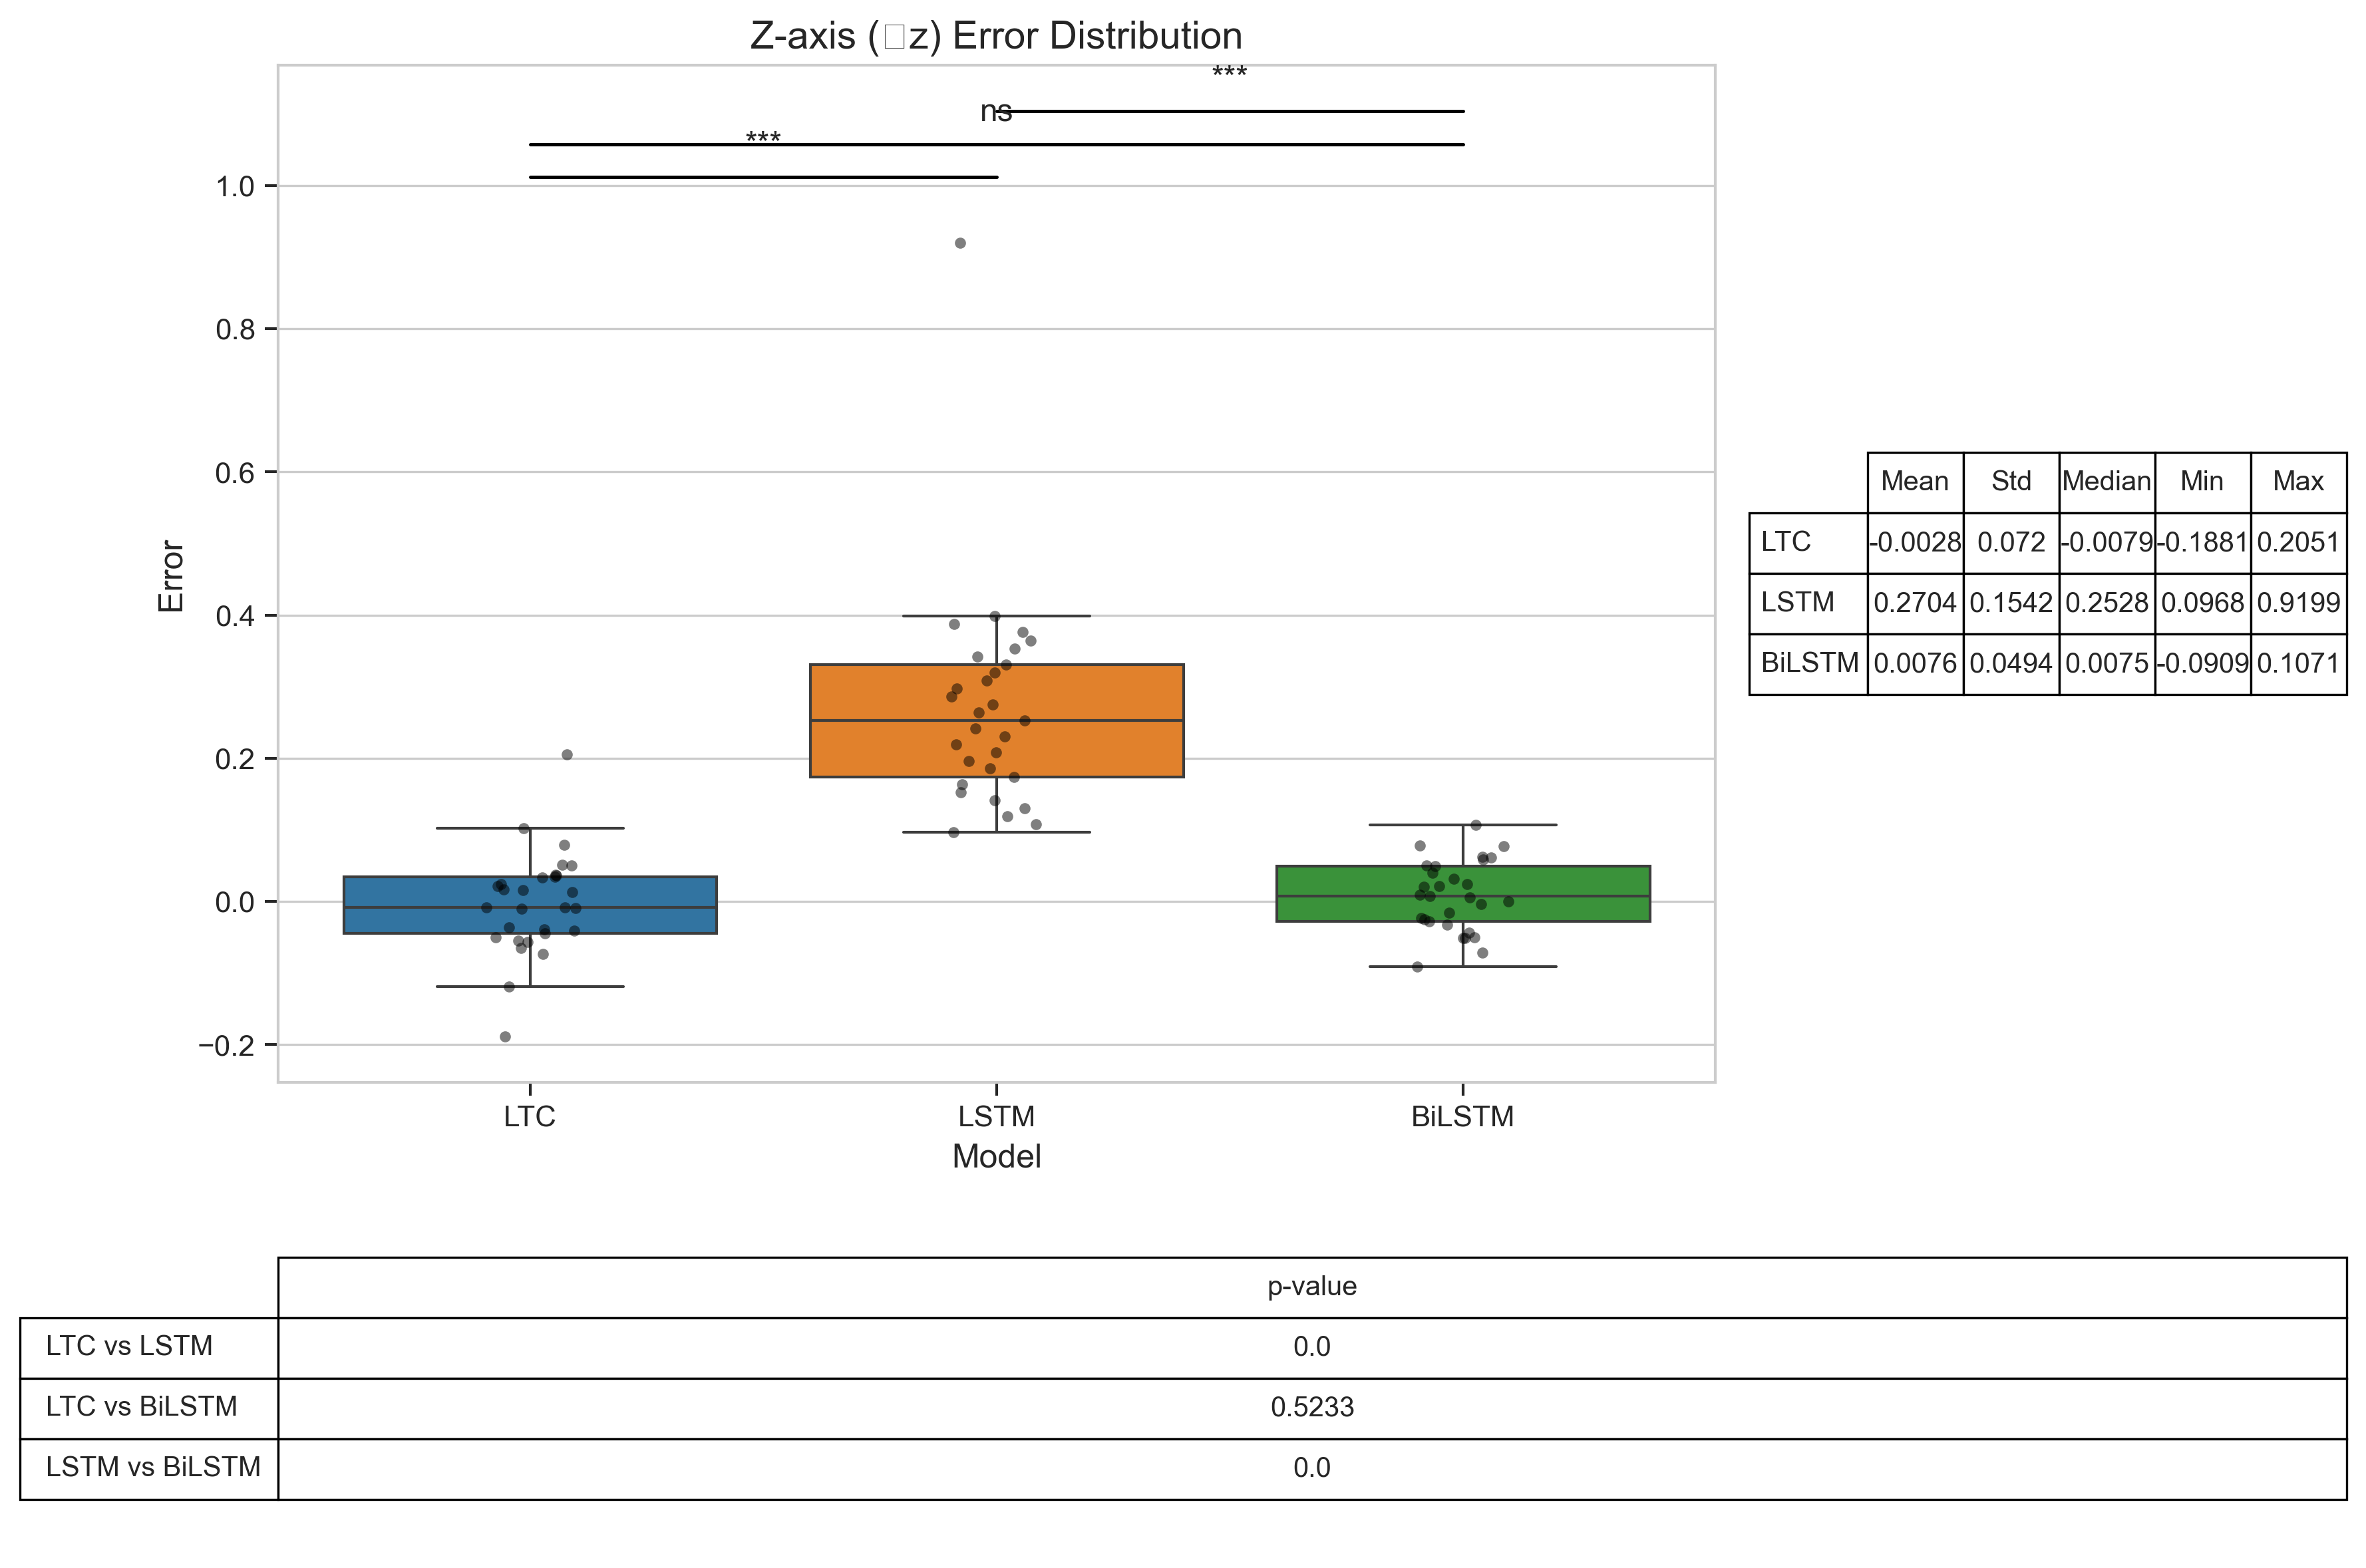 Z-axis (□z) Error Distribution
***
ns
***
1.0
0.8
0.6
0.4
0.2
0.0
−0.2
Error
LTC LSTM BiLSTM
Model
Mean Std Median Min Max
LTC -0.0028 0.072 -0.0079 -0.1881 0.2051
LSTM 0.2704 0.1542 0.2528 0.0968 0.9199
BiLSTM 0.0076 0.0494 0.0075 -0.0909 0.1071
p-value
LTC vs LSTM 0.0
LTC vs BiLSTM 0.5233
LSTM vs BiLSTM 0.0